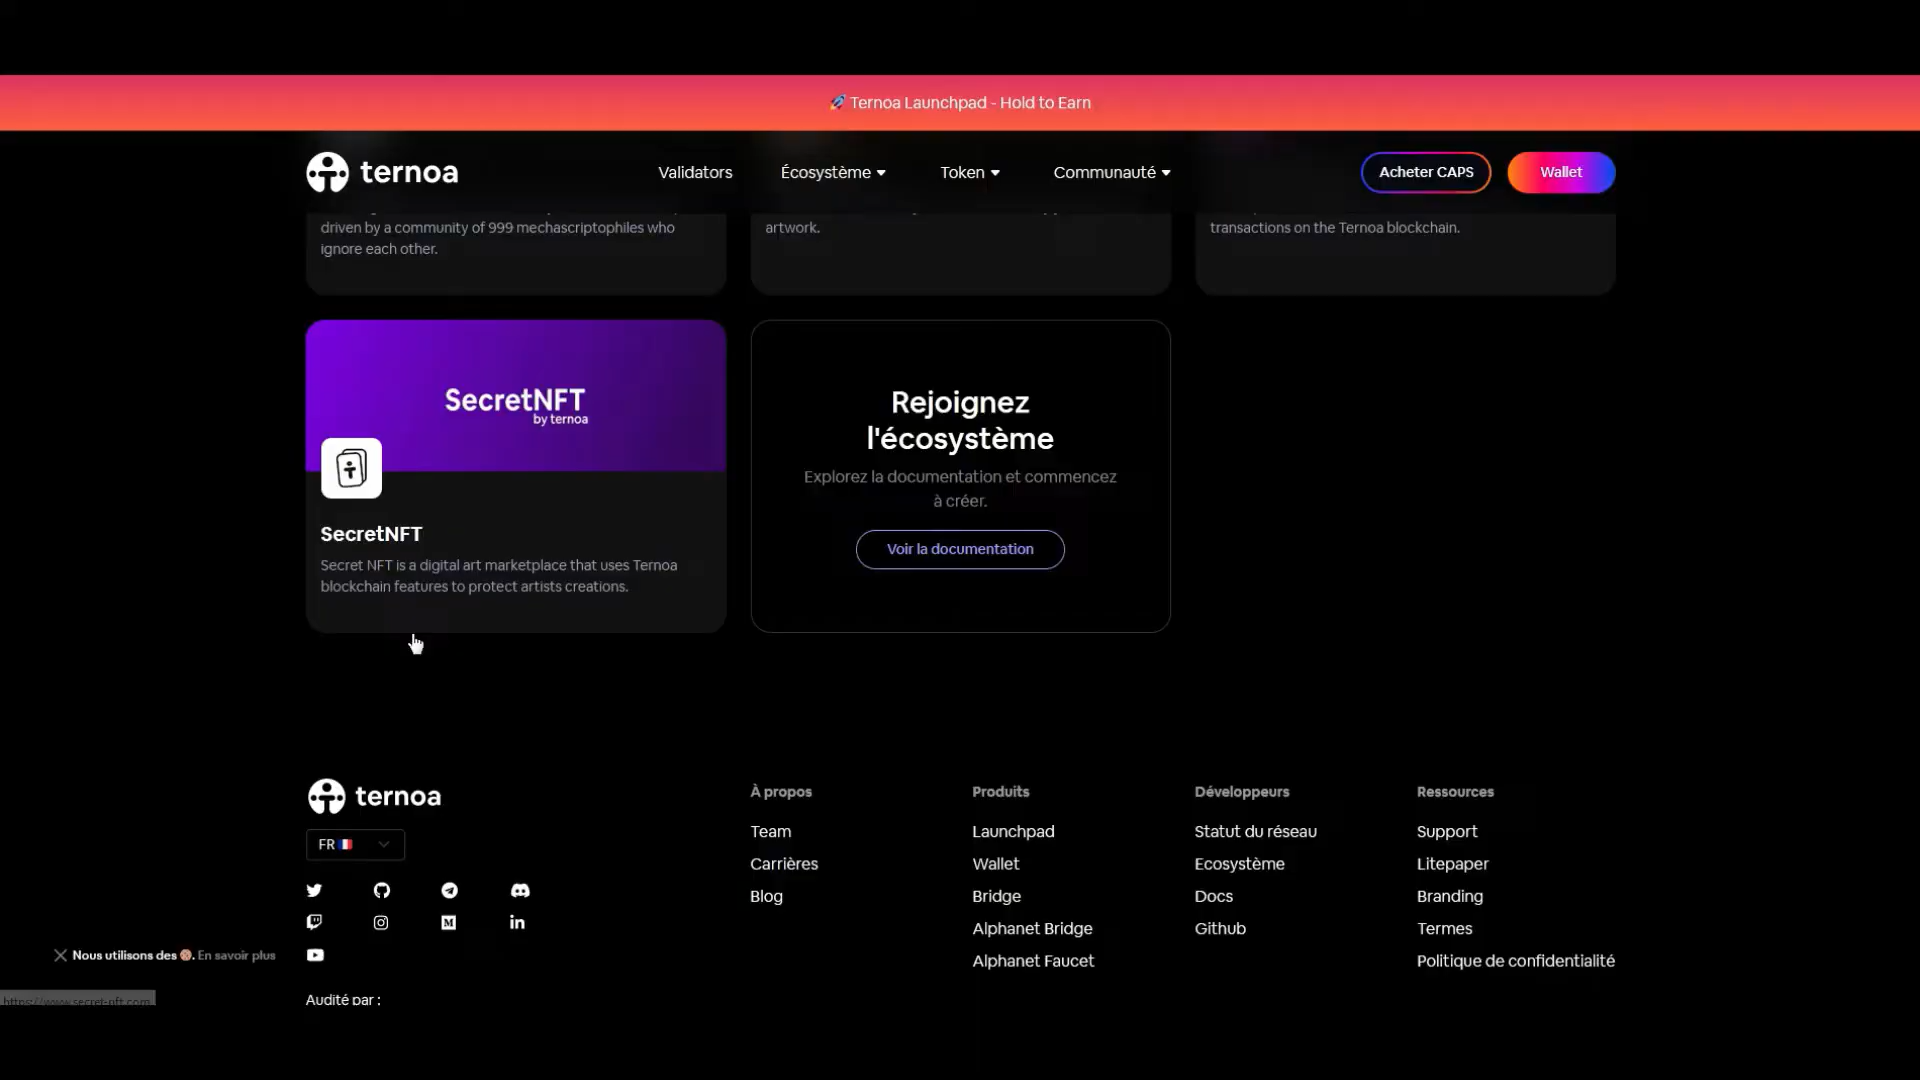 🚀 Ternoa Launchpad - Hold to Earn
ternoa
Validators
Écosystème
Token
Communauté
Acheter CAPS
Wallet
driven by a community of 999 mechascriptophiles who
ignore each other.
artwork.
transactions on the Ternoa blockchain.
SecretNFT
by ternoa
SecretNFT
Secret NFT is a digital art marketplace that uses Ternoa
blockchain features to protect artists creations.
Rejoignez
l'écosystème
Explorez la documentation et commencez
à créer.
Voir la documentation
ternoa
FR 🇫🇷
À propos
Team
Carrières
Blog
Produits
Launchpad
Wallet
Bridge
Alphanet Bridge
Alphanet Faucet
Développeurs
Statut du réseau
Ecosystème
Docs
Github
Ressources
Support
Litepaper
Branding
Termes
Politique de confidentialité
Nous utilisons des 🍪. En savoir plus
https://www.secret-nft.com
Audité par :